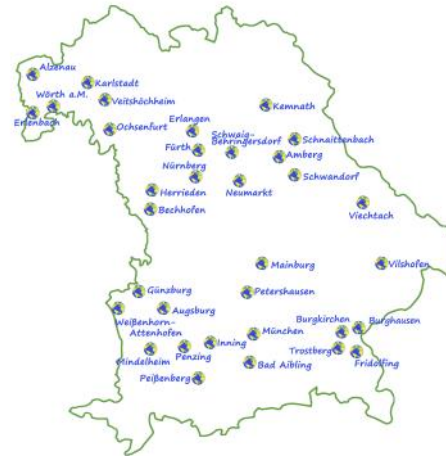 Alzenau
Karlstadt
Wörth a.M.
Veitshöchheim
Kemnath
Erlenbach
Ochsenfurt
Erlangen
Schwaig-
Behringersdorf
Schnaittenbach
Fürth
Amberg
Nürnberg
Schwandorf
Neumarkt
Herrieden
Viechtach
Bechhofen
Mainburg
Vilshofen
Günzburg
Petershausen
Augsburg
Weißenhorn-
Attenhofen
Burgkirchen
Burghausen
München
Inning
Mindelheim
Penzing
Trostberg
Fridolfing
Bad Aibling
Peißenberg